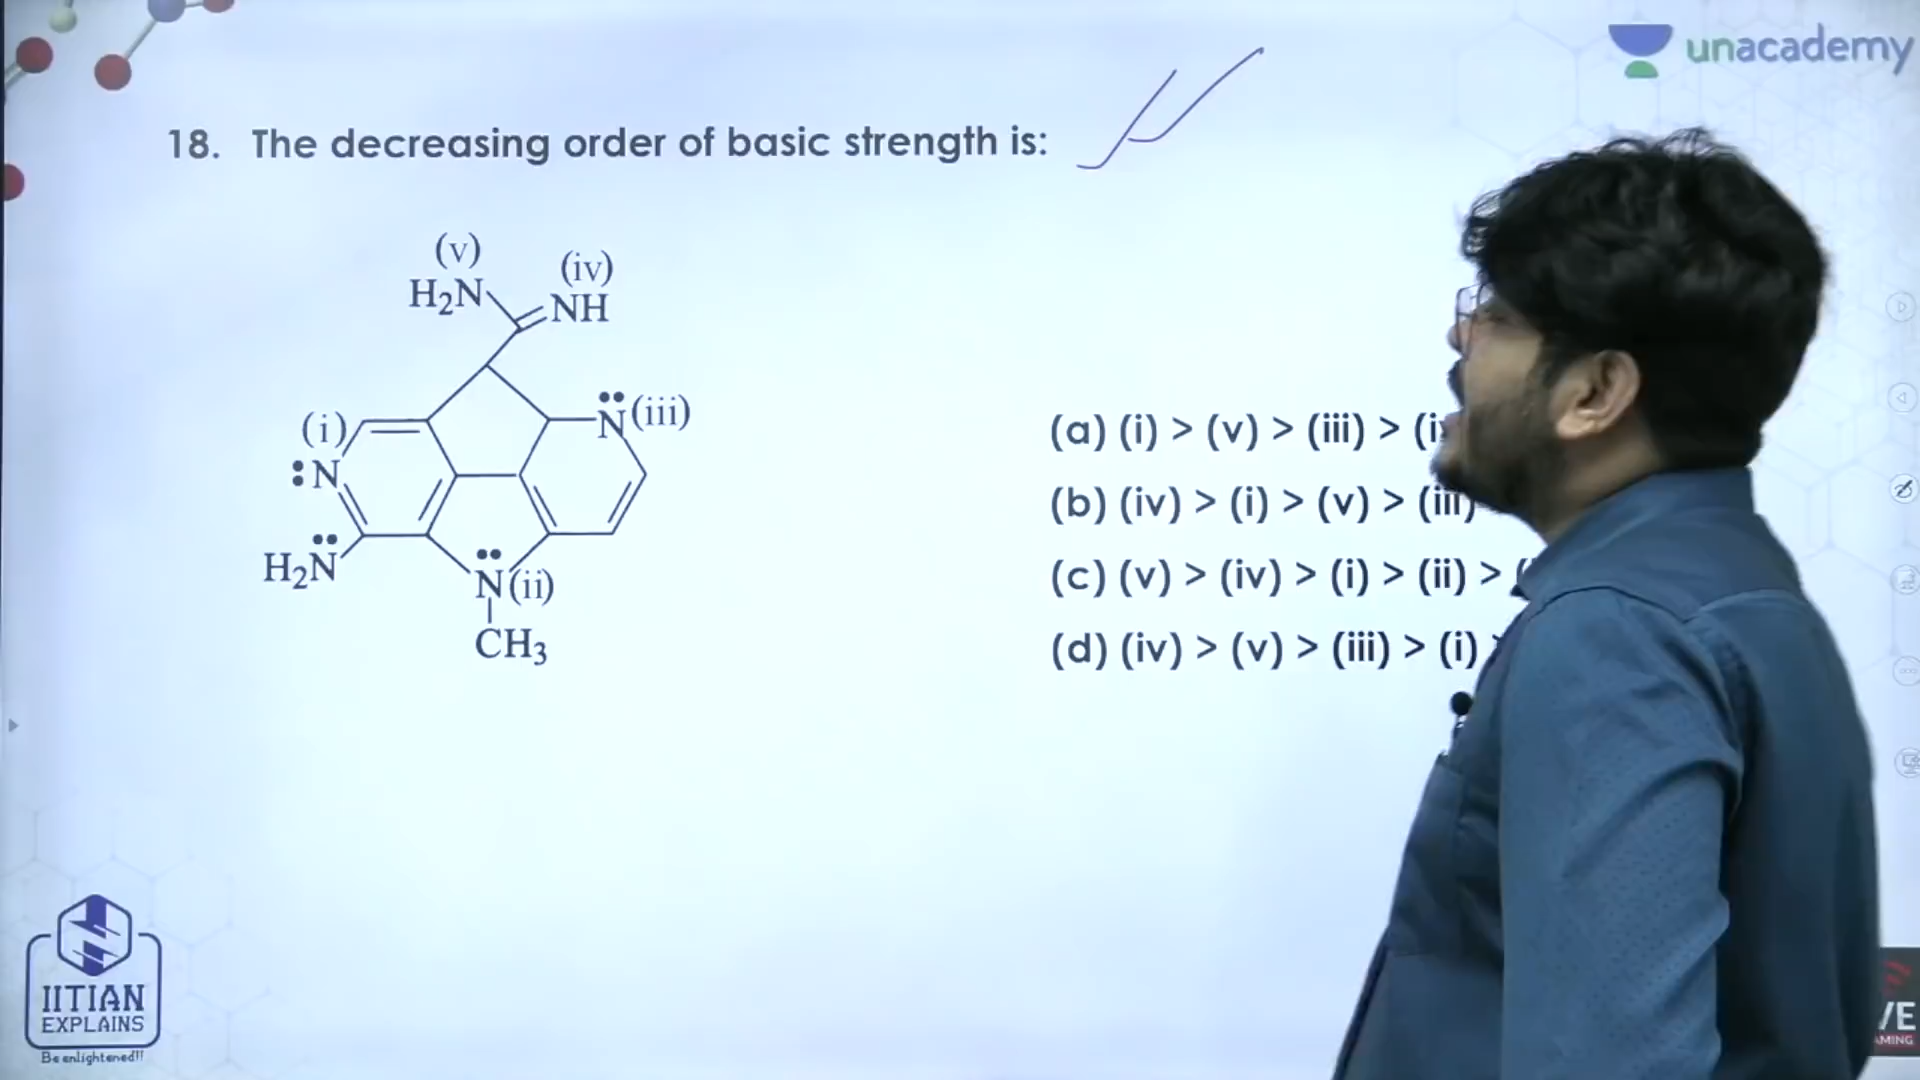 unacademy
18. The decreasing order of basic strength is:
(v)
(iv)
H₂N
NH
(i)
N̈ (iii)
:N
H₂N̈
N̈ (ii)
CH₃
(a) (i) > (v) > (iii) >
(b) (iv) > (i) > (v) > (iii)
(c) (v) > (iv) > (i) > (ii) >
(d) (iv) > (v) > (iii) > (i)
IITIAN
EXPLAINS
Be enlightened!!